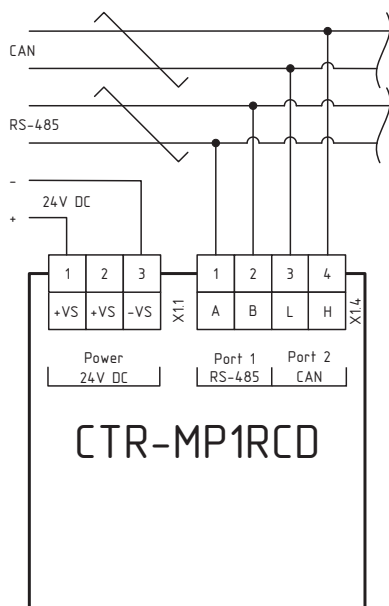 CAN
RS-485
-
24V DC
+
1 2 3 1 2 3 4
+VS +VS -VS X1.1 A B L H X1.4
Power Port 1 Port 2
24V DC RS-485 CAN
CTR-MP1RCD